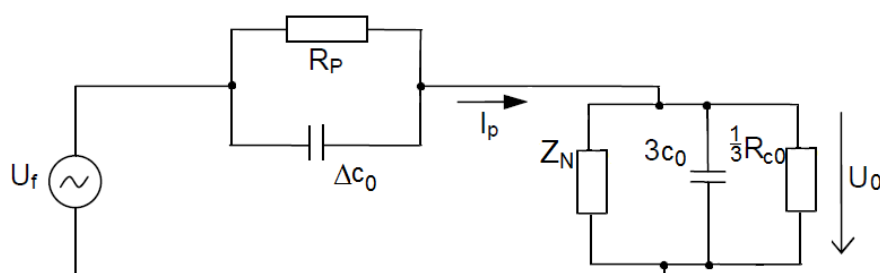 R_P
I_p
Δc_0
U_f
Z_N
3c_0
⅓R_c0
U_0